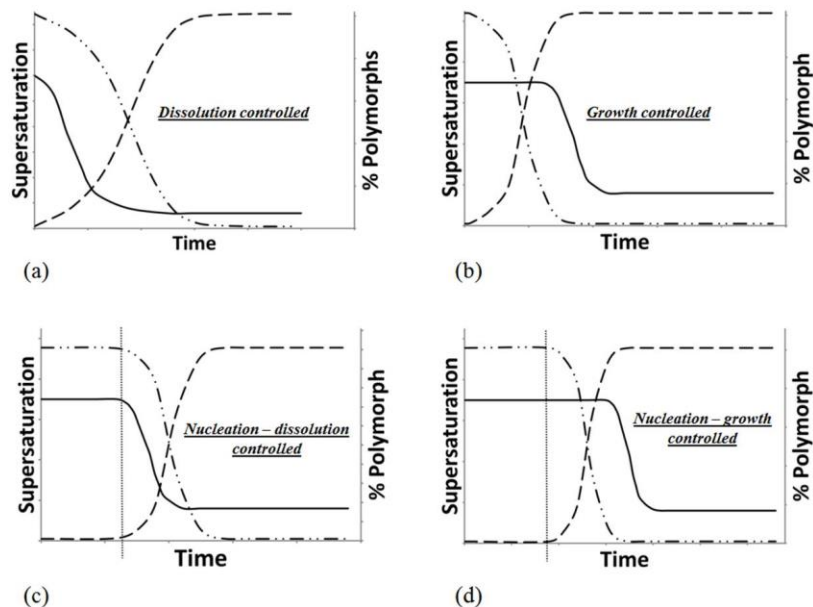 Supersaturation
Dissolution controlled
% Polymorphs
Time
(a)
Supersaturation
Growth controlled
% Polymorph
Time
(b)
Supersaturation
Nucleation – dissolution
controlled
% Polymorph
Time
(c)
Supersaturation
Nucleation – growth
controlled
% Polymorph
Time
(d)